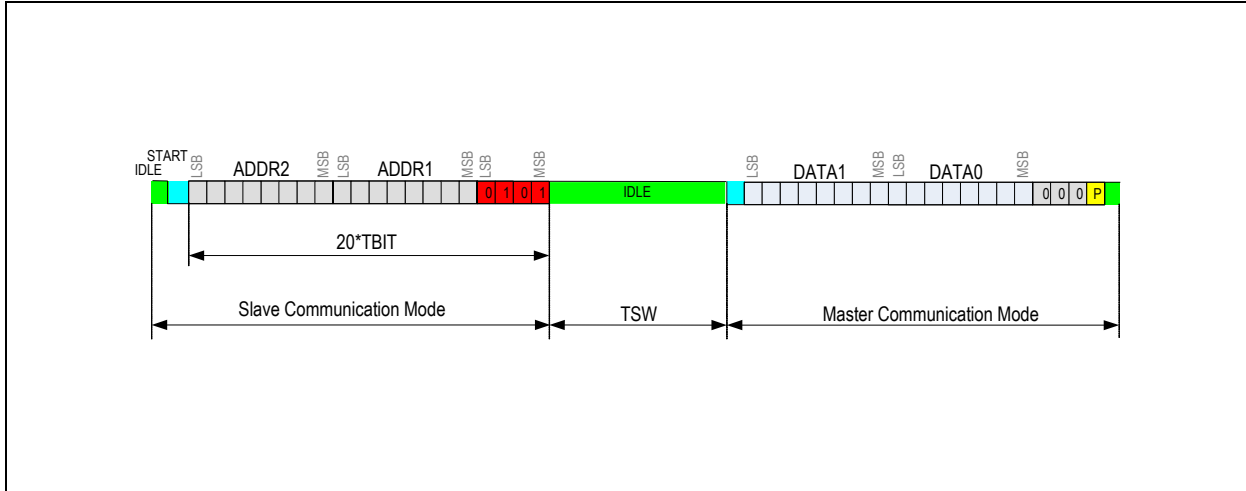 START
IDLE
LSB ADDR2 MSB LSB ADDR1 MSB LSB MSB
LSB DATA1 MSB LSB DATA0 MSB
0 1 0 1 IDLE 0 0 0 P
20*TBIT
Slave Communication Mode TSW Master Communication Mode